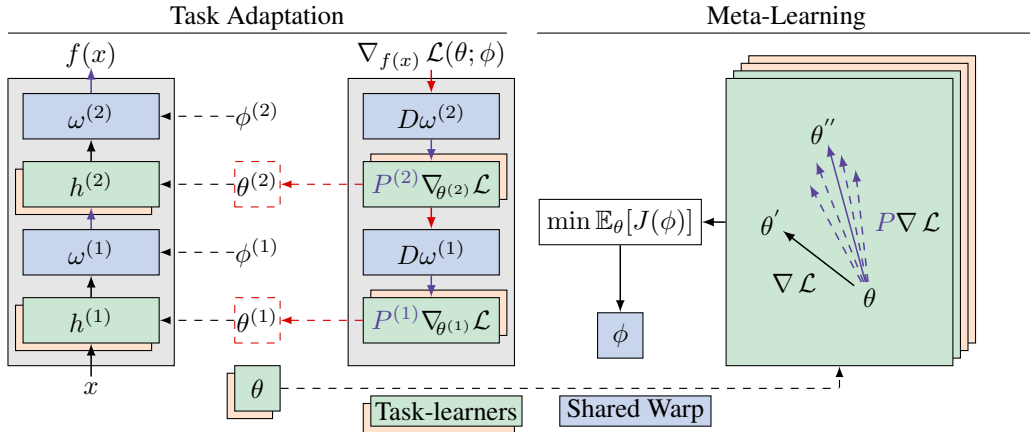 Task Adaptation
Meta-Learning
f(x)
∇_{f(x)} ℒ(θ; ϕ)
ω^{(2)}
ϕ^{(2)}
Dω^{(2)}
h^{(2)}
θ^{(2)}
P^{(2)}∇_{θ^{(2)}} ℒ
ω^{(1)}
ϕ^{(1)}
Dω^{(1)}
h^{(1)}
θ^{(1)}
P^{(1)}∇_{θ^{(1)}} ℒ
x
θ
Task-learners
Shared Warp
min 𝔼_θ[J(ϕ)]
ϕ
θ′′
θ′
P∇ ℒ
∇ ℒ
θ